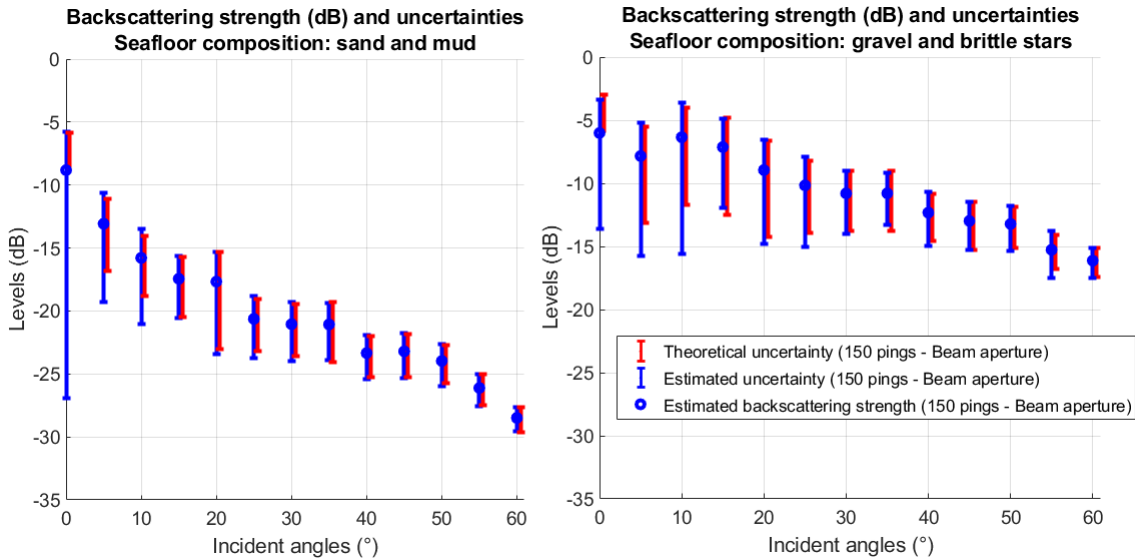 Backscattering strength (dB) and uncertainties
Seafloor composition: sand and mud
0
-5
-10
-15
-20
-25
-30
-35
Levels (dB)
0
10
20
30
40
50
60
Incident angles (°)
Backscattering strength (dB) and uncertainties
Seafloor composition: gravel and brittle stars
0
-5
-10
-15
-20
-25
-30
-35
Levels (dB)
Theoretical uncertainty (150 pings - Beam aperture)
Estimated uncertainty (150 pings - Beam aperture)
Estimated backscattering strength (150 pings - Beam aperture)
0
10
20
30
40
50
60
Incident angles (°)